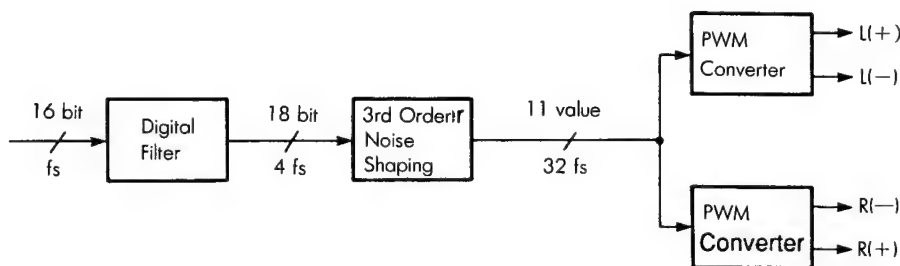 16 bit
fs
Digital
Filter
18 bit
4 fs
3rd Ordertr
Noise
Shaping
11 value
32 fs
PWM
Converter
L(+)
L(—)
PWM
Converter
R(—)
R(+)